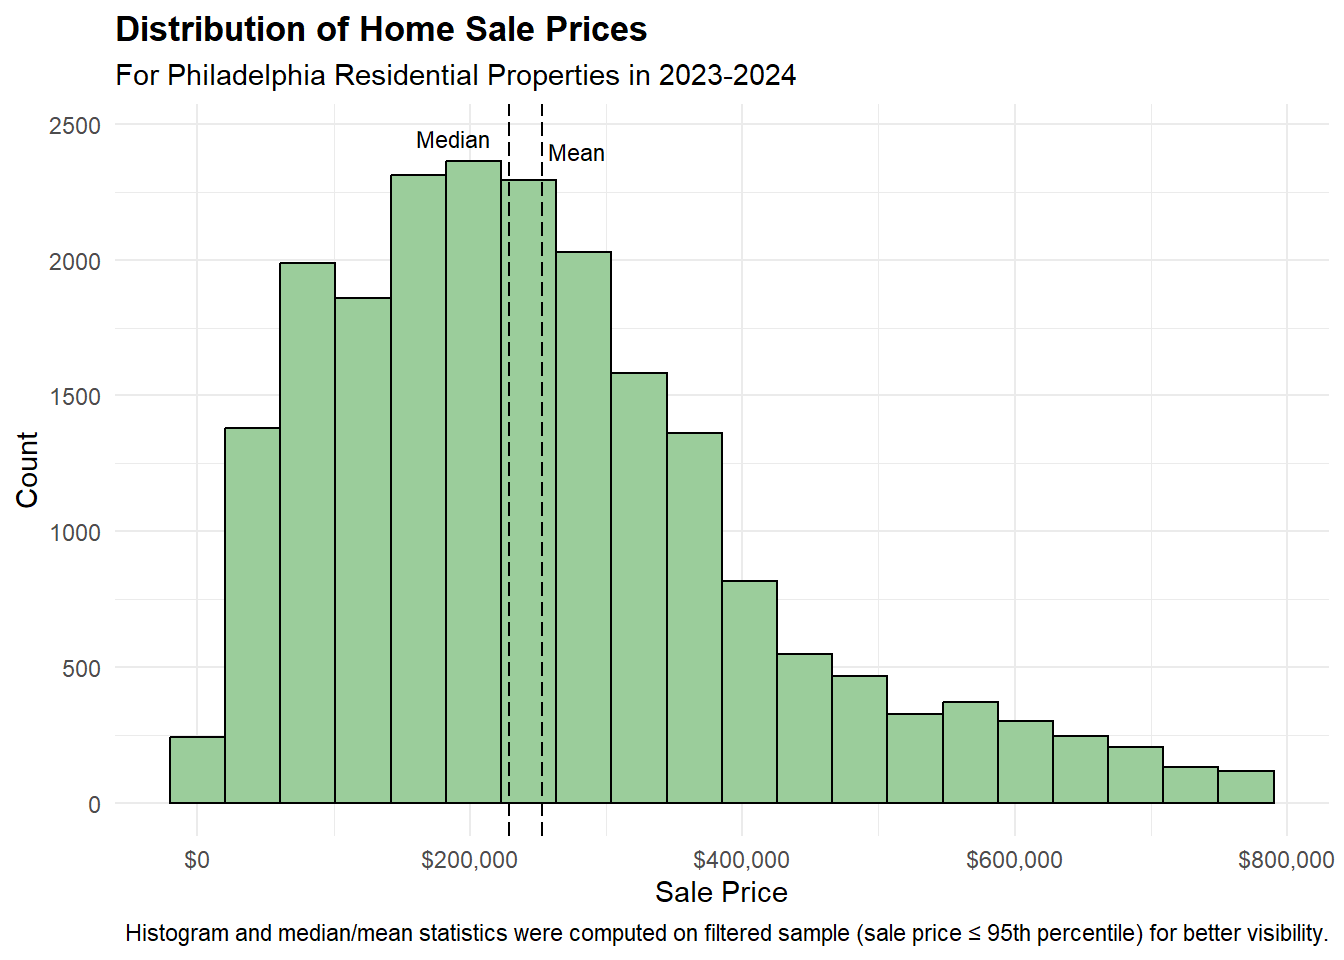 Distribution of Home Sale Prices
For Philadelphia Residential Properties in 2023-2024
2500
Median
Mean
2000
1500
Count
1000
500
0
$0
$200,000
$400,000
$600,000
$800,000
Sale Price
Histogram and median/mean statistics were computed on filtered sample (sale price ≤ 95th percentile) for better visibility.